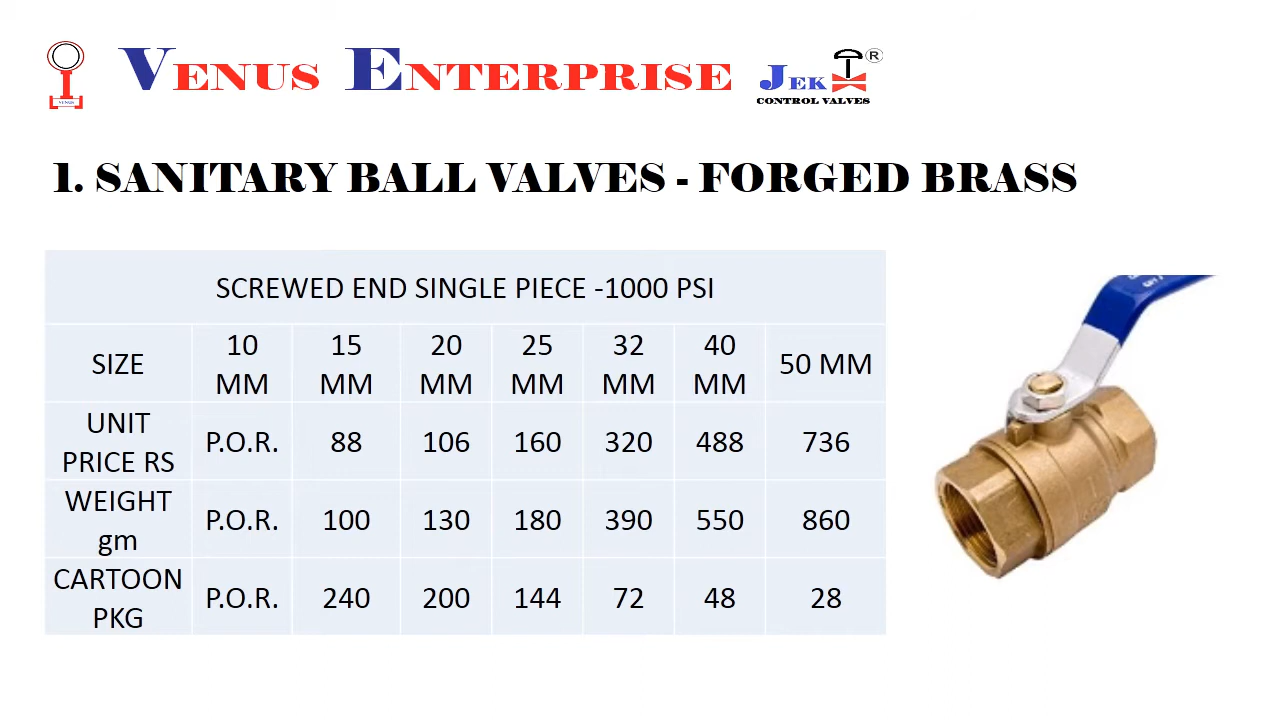 VENUS ENTERPRISE
VENUS
JEK
®
CONTROL VALVES
1. SANITARY BALL VALVES - FORGED BRASS
SCREWED END SINGLE PIECE -1000 PSI
SIZE 10 MM 15 MM 20 MM 25 MM 32 MM 40 MM 50 MM
UNIT PRICE RS P.O.R. 88 106 160 320 488 736
WEIGHT gm P.O.R. 100 130 180 390 550 860
CARTOON PKG P.O.R. 240 200 144 72 48 28